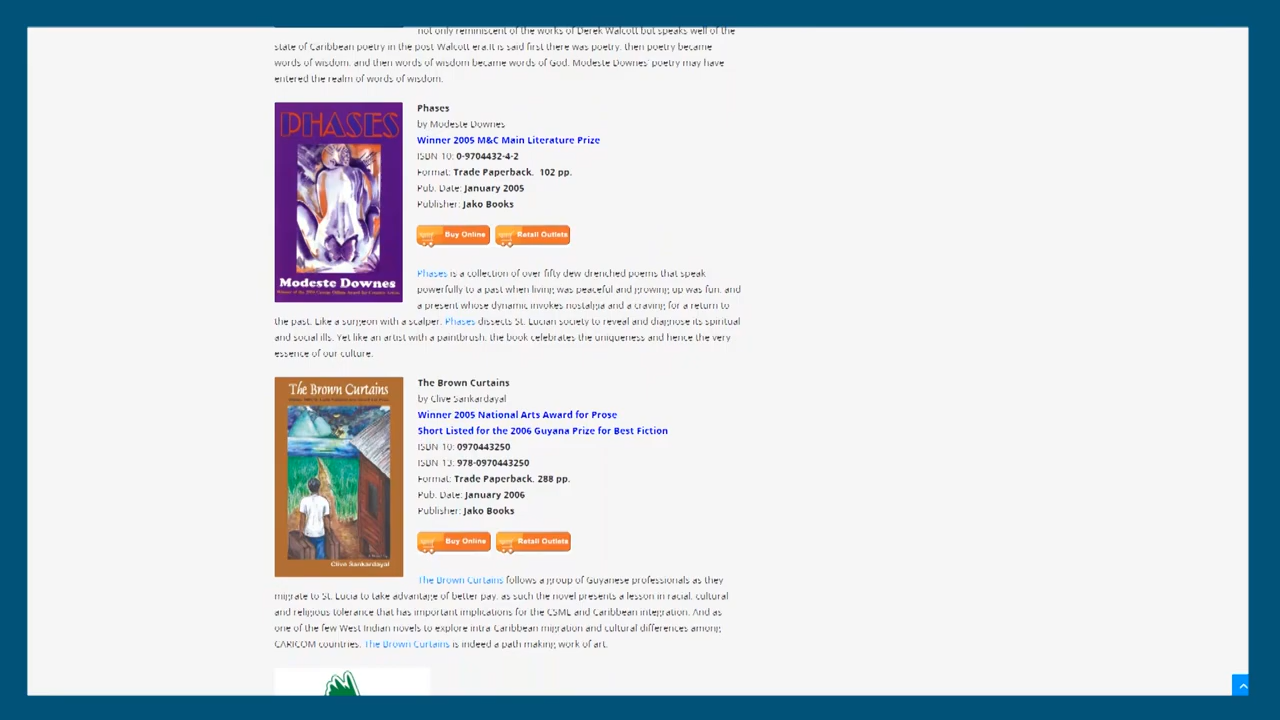 not only reminiscent of the works of Derek Walcott but speaks well of the
state of Caribbean poetry in the post Walcott era.It is said first there was poetry, then poetry became
words of wisdom, and then words of wisdom became words of God. Modeste Downes' poetry may have
entered the realm of words of wisdom.
PHASES
Modeste Downes
Phases
by Modeste Downes
Winner 2005 M&C Main Literature Prize
ISBN-10: 0-9704432-4-2
Format: Trade Paperback. 102 pp.
Pub. Date: January 2005
Publisher: Jako Books
Buy Online Retail Outlets
Phases is a collection of over fifty dew drenched poems that speak
powerfully to a past when living was peaceful and growing up was fun, and
a present whose dynamic invokes nostalgia and a craving for a return to
the past. Like a surgeon with a scalper, Phases dissects St. Lucian society to reveal and diagnose its spiritual
and social ills. Yet like an artist with a paintbrush, the book celebrates the uniqueness and hence the very
essence of our culture.
The Brown Curtains
Clive Sankardayal
The Brown Curtains
by Clive Sankardayal
Winner 2005 National Arts Award for Prose
Short Listed for the 2006 Guyana Prize for Best Fiction
ISBN-10: 0970443250
ISBN-13: 978-0970443250
Format: Trade Paperback. 288 pp.
Pub. Date: January 2006
Publisher: Jako Books
Buy Online Retail Outlets
The Brown Curtains follows a group of Guyanese professionals as they
migrate to St. Lucia to take advantage of better pay, as such the novel presents a lesson in racial, cultural
and religious tolerance that has important implications for the CSME and Caribbean integration. And as
one of the few West Indian novels to explore intra Caribbean migration and cultural differences among
CARICOM countries, The Brown Curtains is indeed a path making work of art.